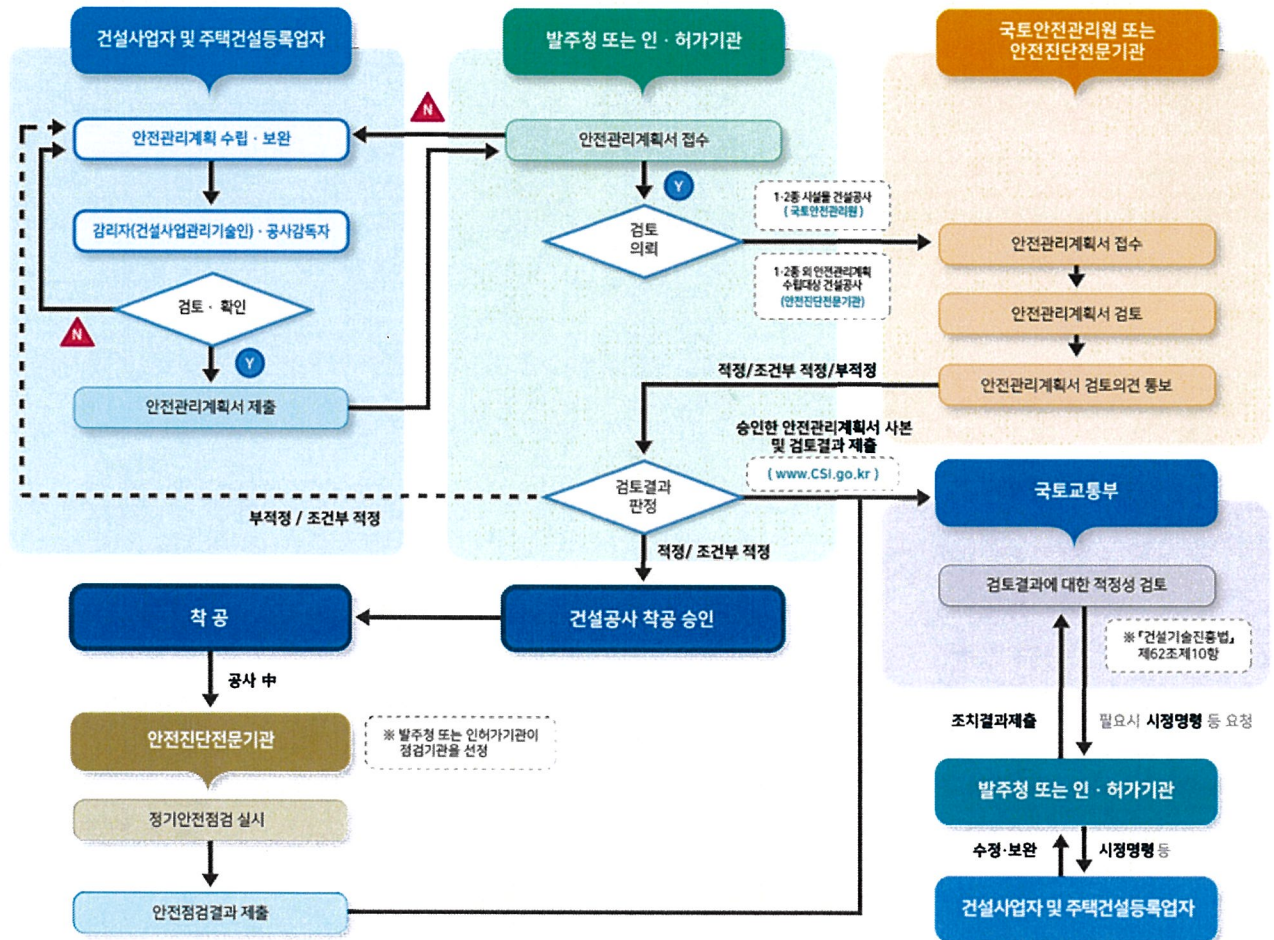 건설사업자 및 주택건설등록업자
발주청 또는 인 · 허가기관
국토안전관리원 또는
안전진단전문기관
N
안전관리계획 수립 · 보완
안전관리계획서 접수
Y
1·2종 시설물 건설공사
( 국토안전관리원 )
감리자(건설사업관리기술인) · 공사감독자
검토
의뢰
안전관리계획서 접수
1·2종 외 안전관리계획
수립대상 건설공사
(안전진단전문기관)
검토 · 확인
N
Y
안전관리계획서 검토
적정/조건부 적정/부적정
안전관리계획서 검토의견 통보
안전관리계획서 제출
승인한 안전관리계획서 사본
및 검토결과 제출
( www.CSI.go.kr )
검토결과
판정
국토교통부
부적정 / 조건부 적정
적정/ 조건부 적정
검토결과에 대한 적정성 검토
착 공
건설공사 착공 승인
※ 『건설기술진흥법』
제62조제10항
공사 中
조치결과제출
필요시 시정명령 등 요청
안전진단전문기관
※ 발주청 또는 인허가기관이
점검기관을 선정
발주청 또는 인 · 허가기관
정기안전점검 실시
수정·보완
시정명령 등
안전점검결과 제출
건설사업자 및 주택건설등록업자